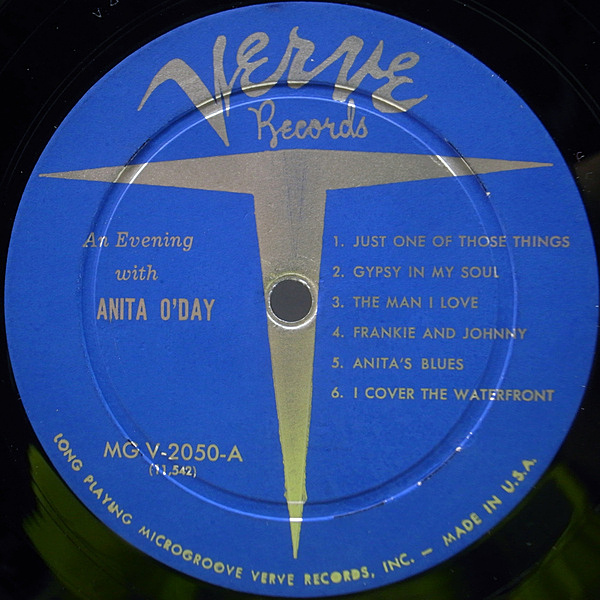 Verve
Records
An Evening
with
ANITA O'DAY
1. JUST ONE OF THOSE THINGS
2. GYPSY IN MY SOUL
3. THE MAN I LOVE
4. FRANKIE AND JOHNNY
5. ANITA'S BLUES
6. I COVER THE WATERFRONT
MG V-2050-A
(11,542)
LONG PLAYING MICROGROOVE VERVE RECORDS, INC. — MADE IN U.S.A.